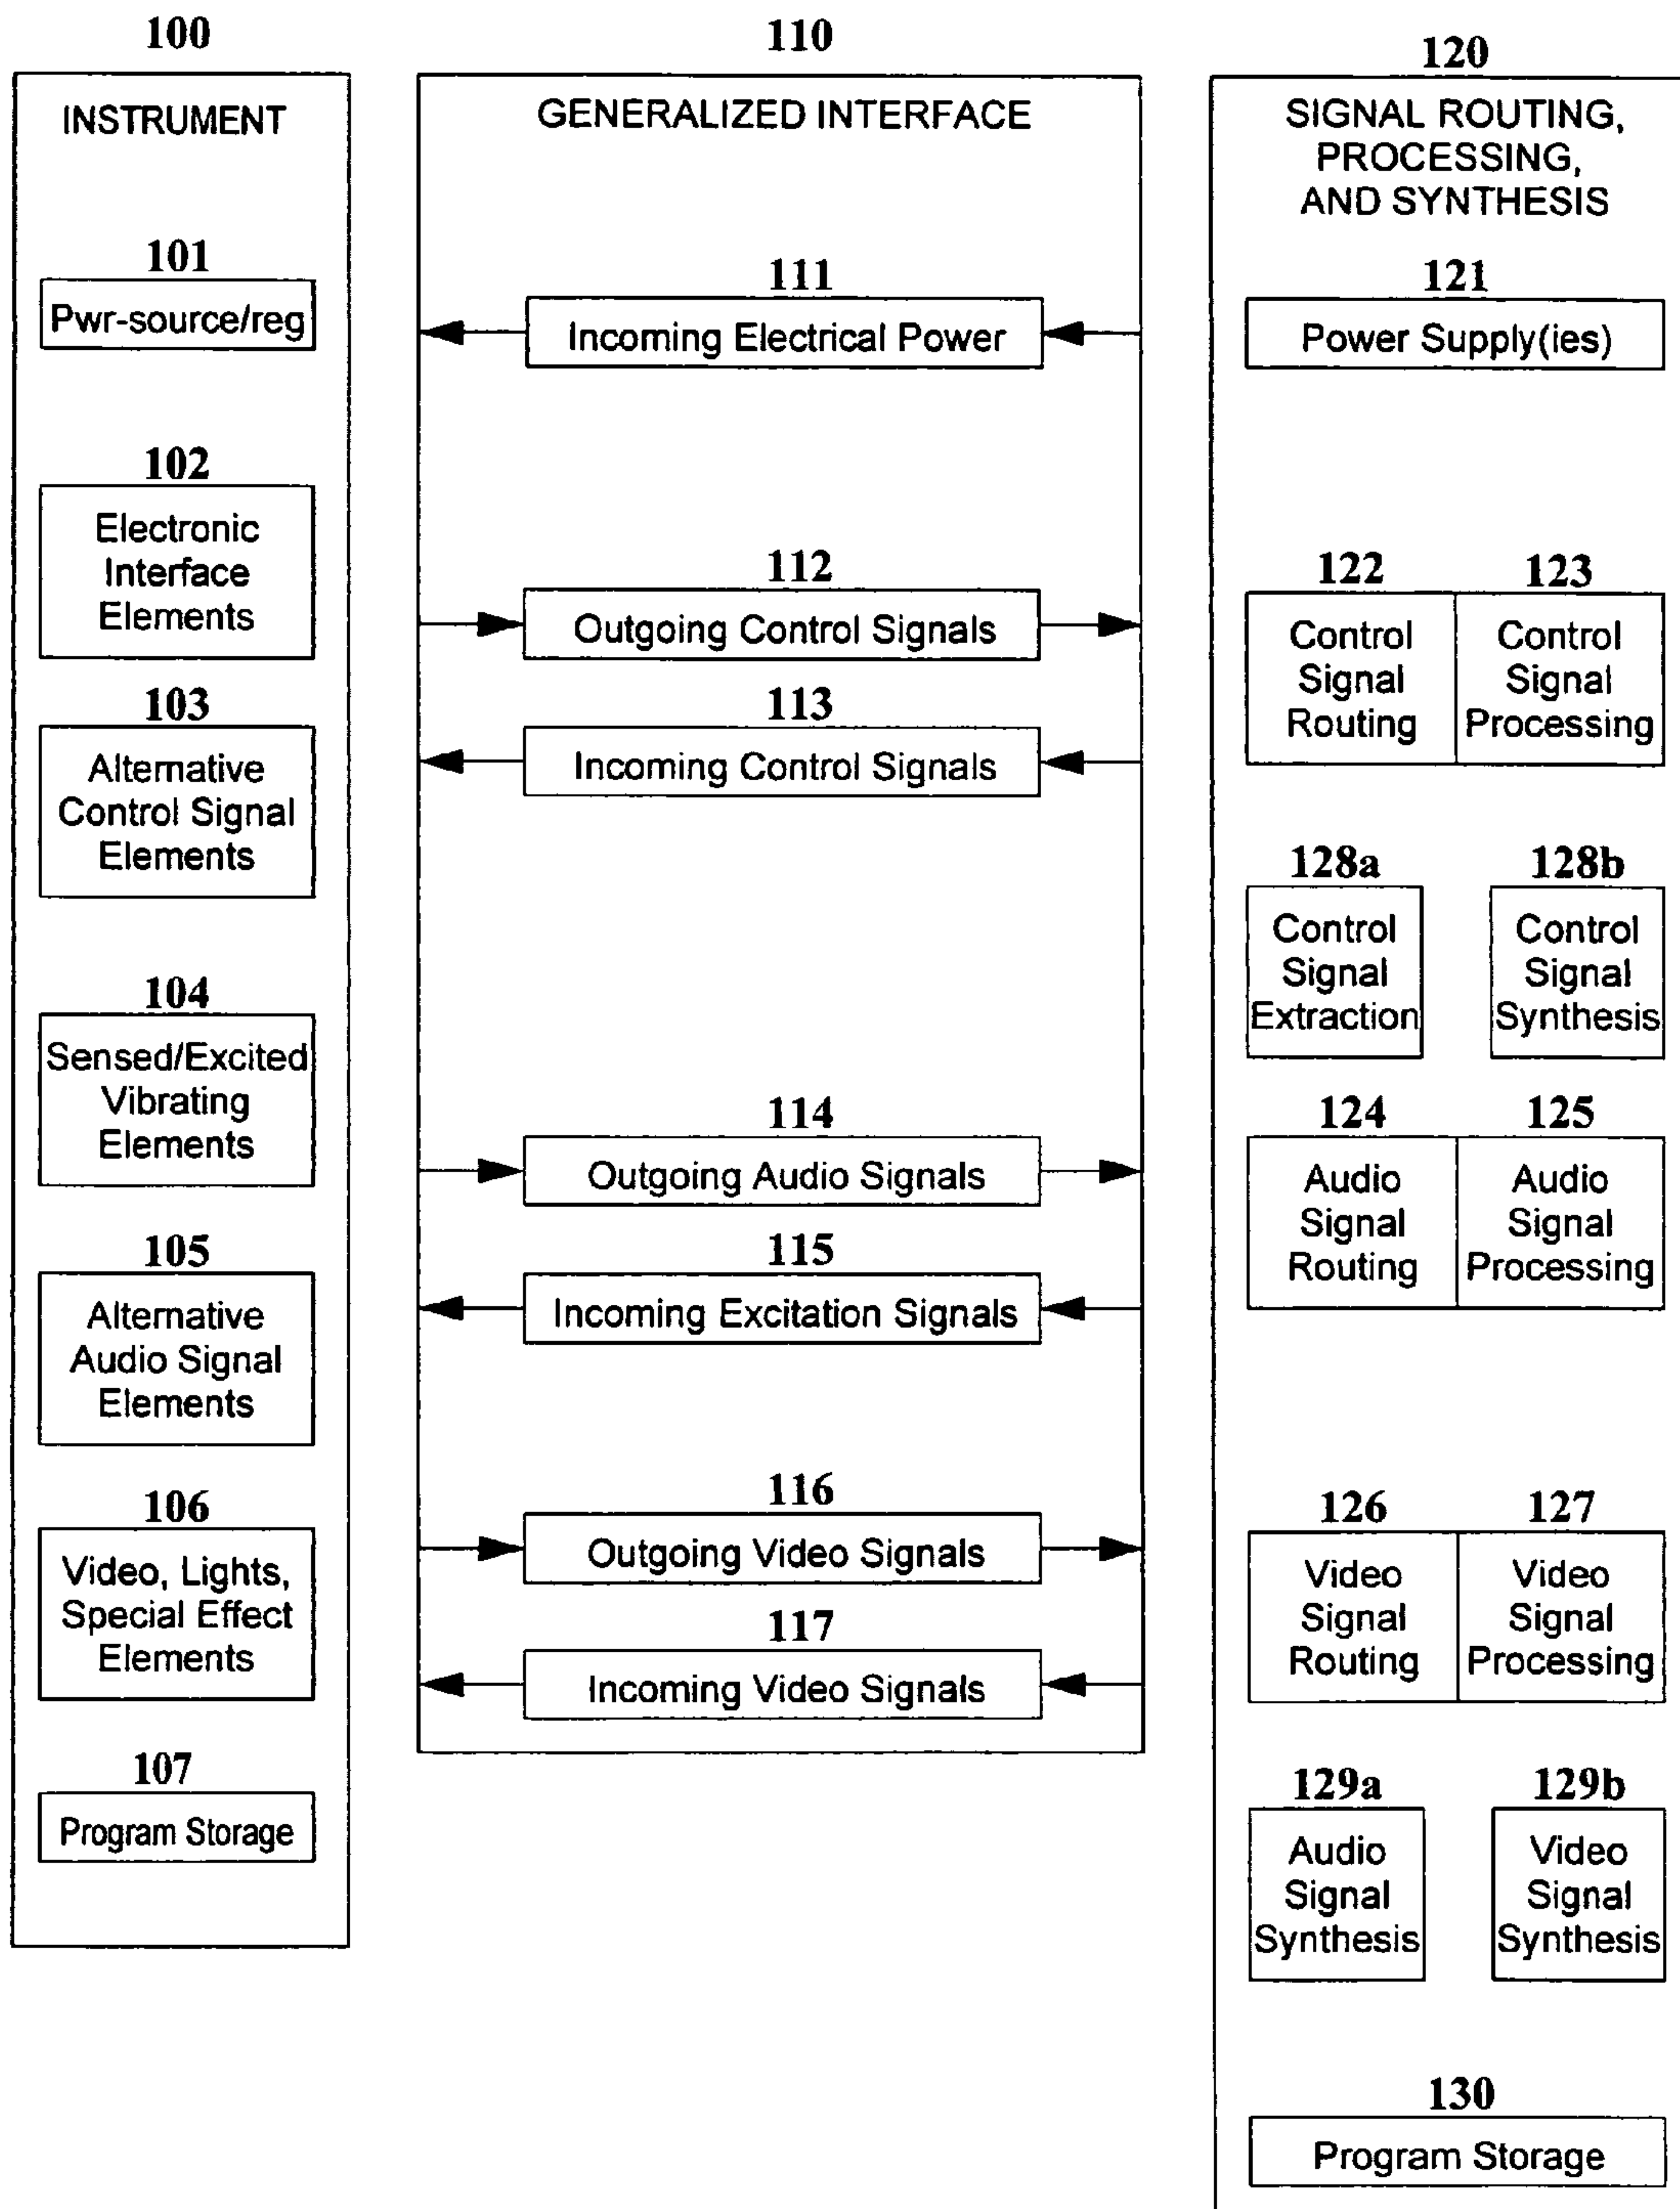 100
INSTRUMENT
101
Pwr-source/reg
102
Electronic
Interface
Elements
103
Alternative
Control Signal
Elements
104
Sensed/Excited
Vibrating
Elements
105
Alternative
Audio Signal
Elements
106
Video, Lights,
Special Effect
Elements
107
Program Storage
110
GENERALIZED INTERFACE
111
Incoming Electrical Power
112
Outgoing Control Signals
113
Incoming Control Signals
114
Outgoing Audio Signals
115
Incoming Excitation Signals
116
Outgoing Video Signals
117
Incoming Video Signals
120
SIGNAL ROUTING,
PROCESSING,
AND SYNTHESIS
121
Power Supply(ies)
122
Control
Signal
Routing
123
Control
Signal
Processing
128a
Control
Signal
Extraction
128b
Control
Signal
Synthesis
124
Audio
Signal
Routing
125
Audio
Signal
Processing
126
Video
Signal
Routing
127
Video
Signal
Processing
129a
Audio
Signal
Synthesis
129b
Video
Signal
Synthesis
130
Program Storage